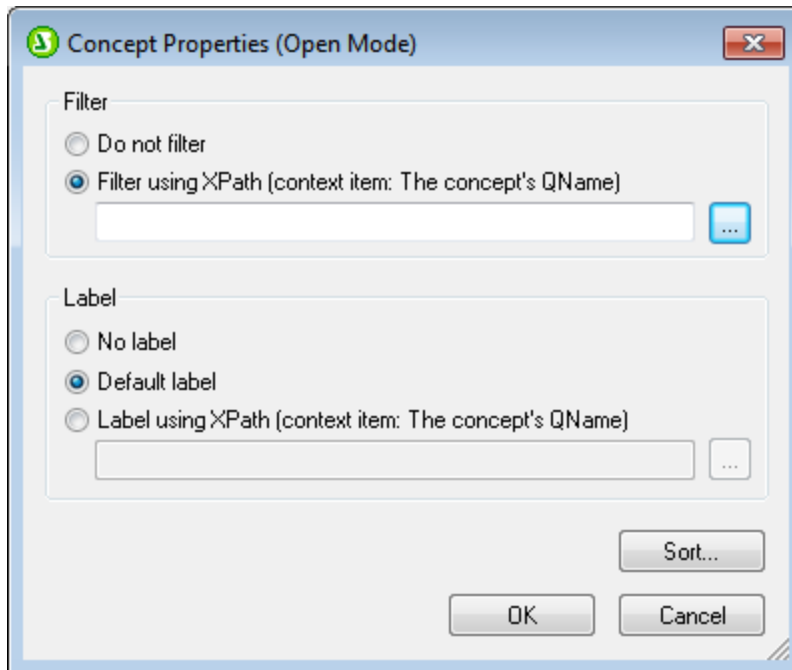 Concept Properties (Open Mode)
Filter
Do not filter
Filter using XPath (context item: The concept's QName)
...
Label
No label
Default label
Label using XPath (context item: The concept's QName)
...
Sort...
OK
Cancel